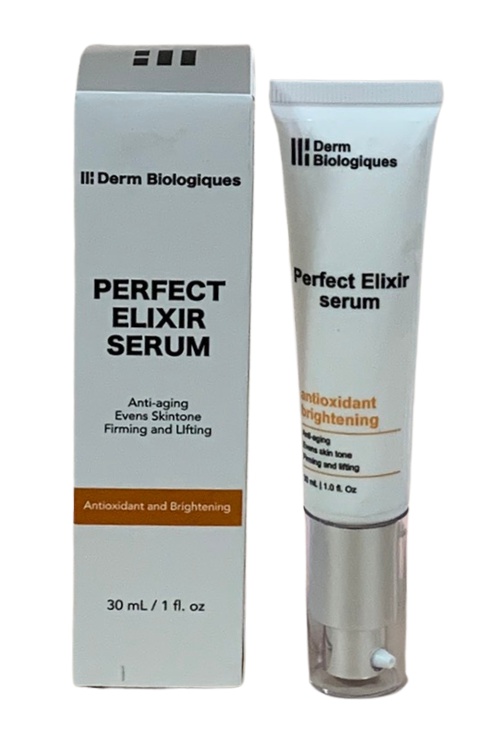 Derm Biologiques
PERFECT
ELIXIR
SERUM
Anti-aging
Evens Skintone
Firming and LIfting
Antioxidant and Brightening
30 mL / 1 fl. oz
Derm
Biologiques
Perfect Elixir
serum
antioxidant
brightening
Anti-aging
Evens skin tone
Firming and lifting
30 mL | 1.0 fl. Oz